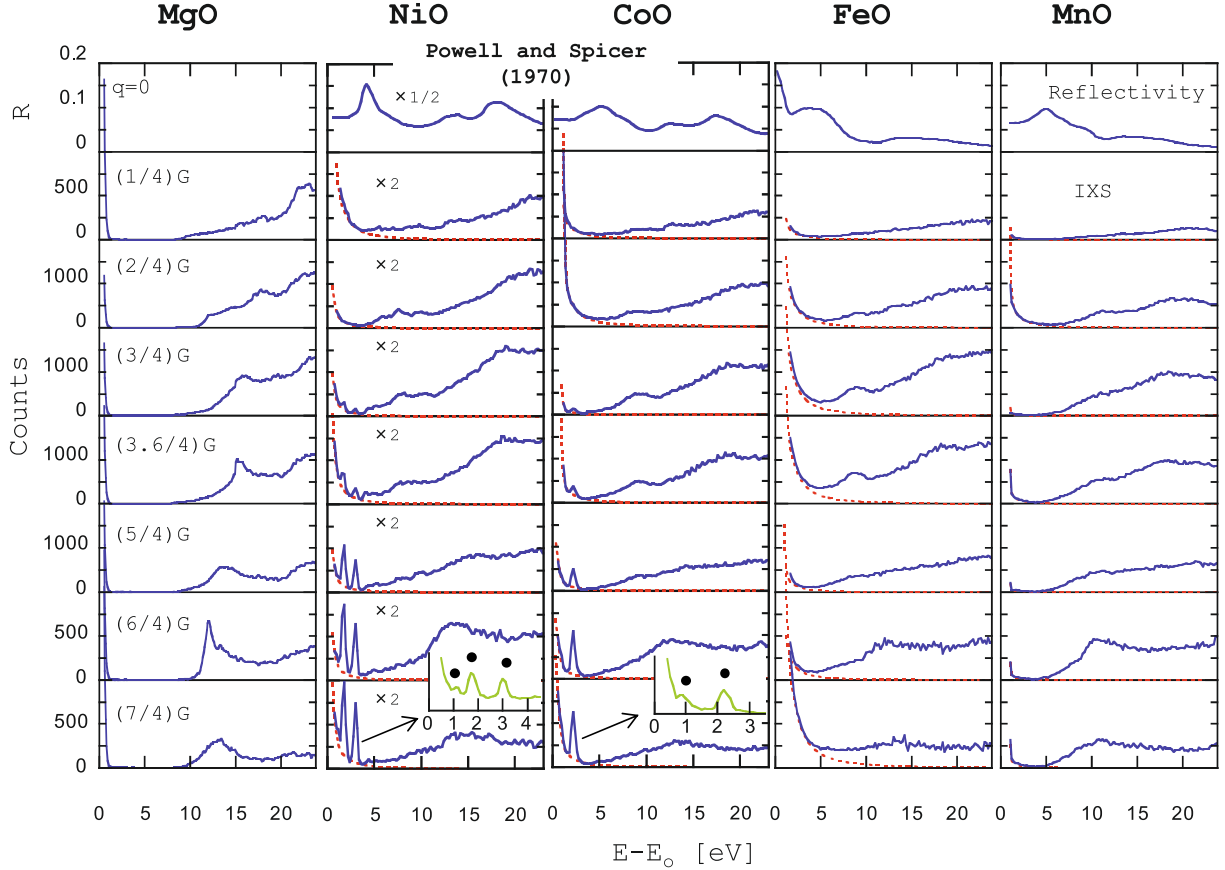 MgO NiO CoO FeO MnO
Powell and Spicer
(1970)
0.2
0.1
0
R
q=0
×1/2
Reflectivity
500
0
(1/4)G
×2
IXS
1000
0
(2/4)G
×2
1000
0
(3/4)G
×2
Counts
1000
0
(3.6/4)G
×2
1000
0
(5/4)G
×2
500
0
(6/4)G
×2
0 1 2 3 4
0 1 2 3
500
0
(7/4)G
×2
0 5 10 15 20 0 5 10 15 20 0 5 10 15 20 0 5 10 15 20 0 5 10 15 20
E-Eₒ [eV]